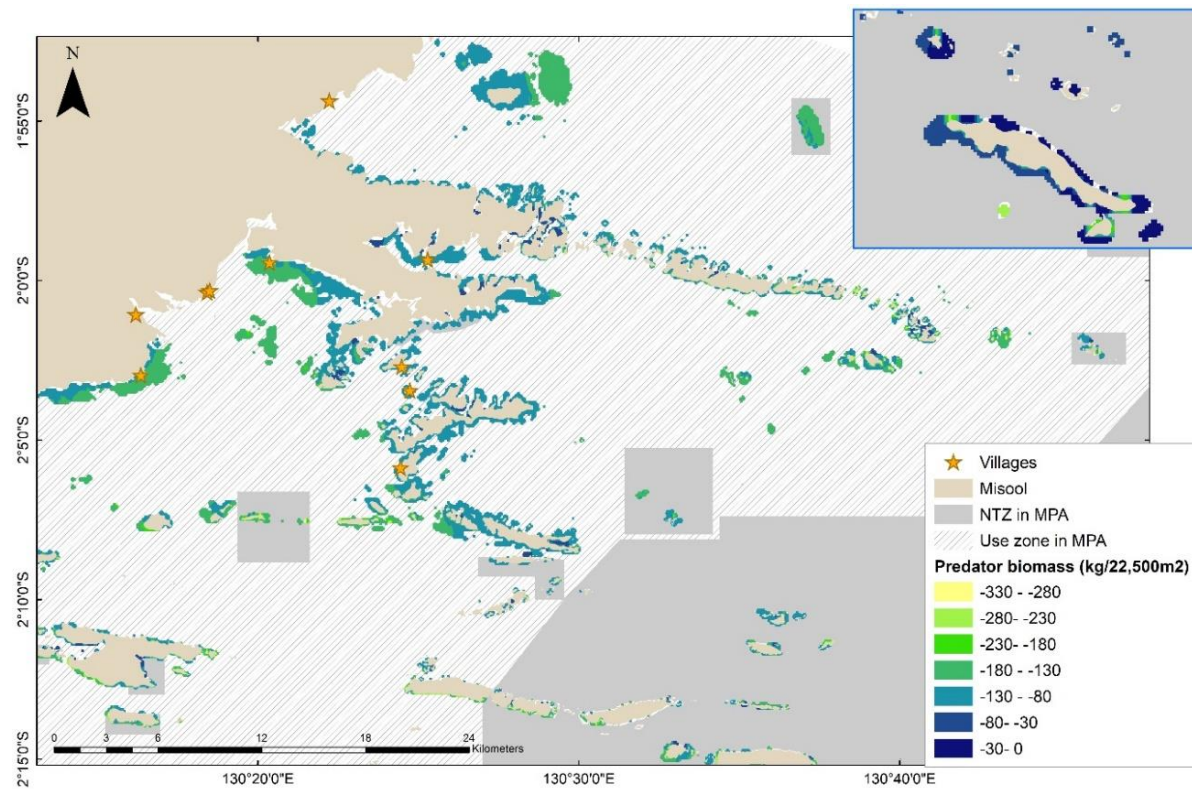 N
1°55'0"S
2°0'0"S
2°5'0"S
2°10'0"S
2°15'0"S
Villages
Misool
NTZ in MPA
Use zone in MPA
Predator biomass (kg/22,500m2)
-330 - -280
-280- -230
-230 - -180
-180 - -130
-130 - -80
-80- -30
-30- 0
0 3 6 12 18 24
Kilometers
130°20'0"E 130°30'0"E 130°40'0"E